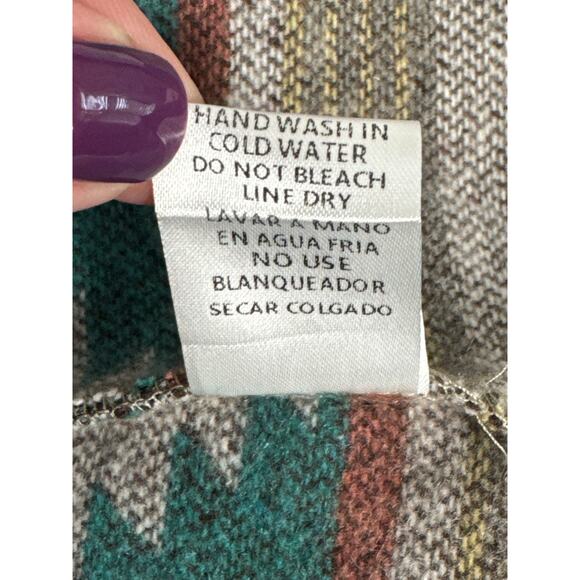 HAND WASH IN
COLD WATER
DO NOT BLEACH
LINE DRY
LAVAR A MANO
EN AGUA FRIA
NO USE
BLANQUEADOR
SECAR COLGADO